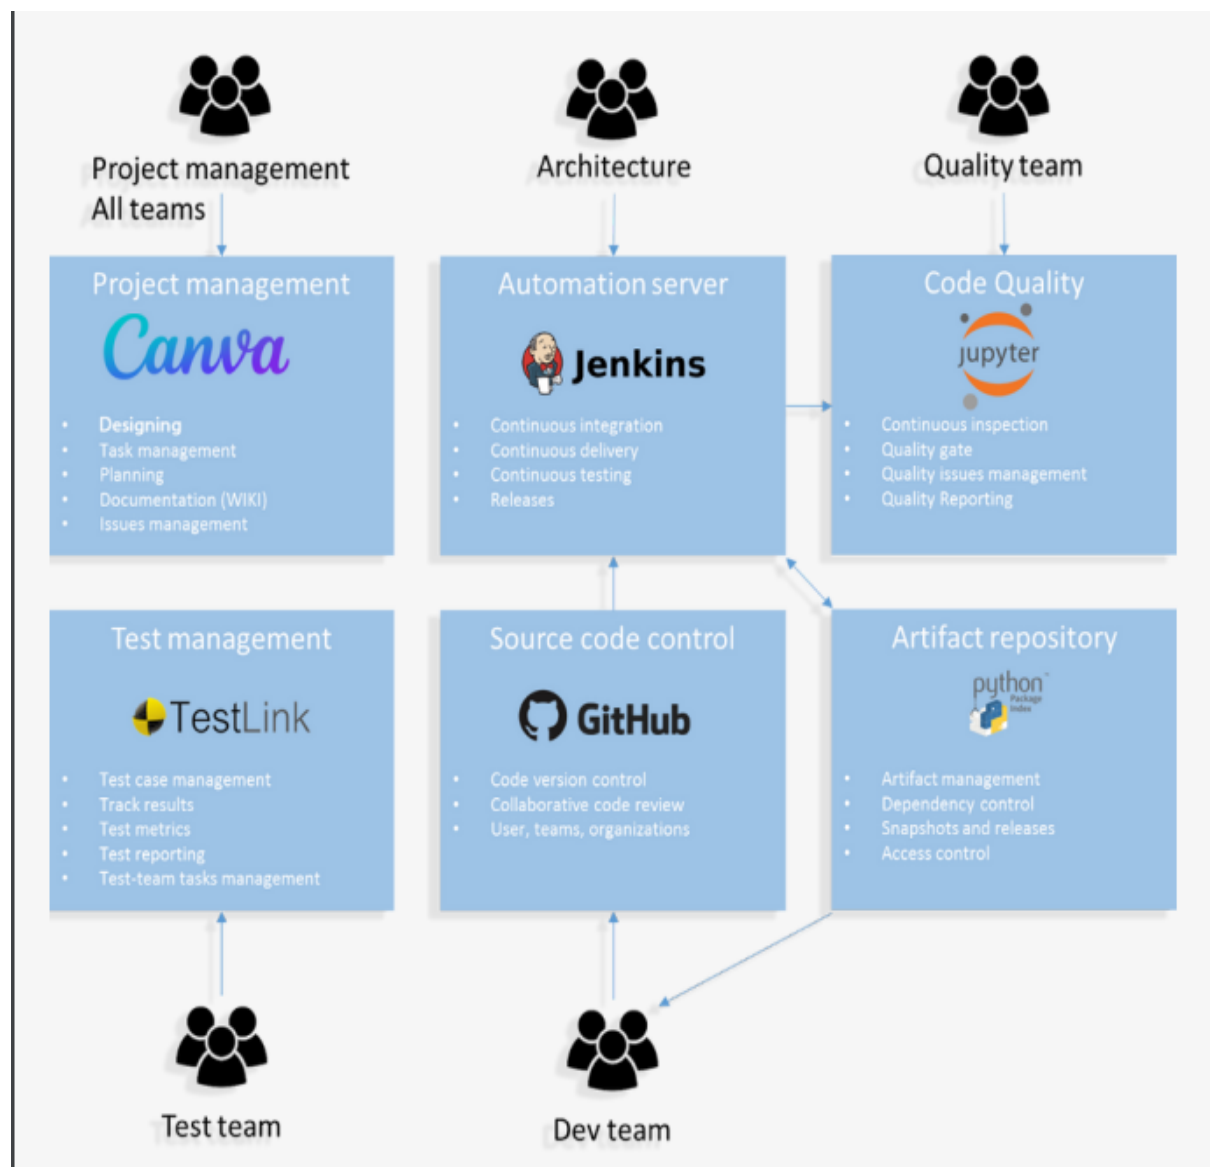 Project management
All teams
Architecture
Quality team
Project management
Canva
• Designing
• Task management
• Planning
• Documentation (WIKI)
• Issues management
Automation server
Jenkins
• Continuous integration
• Continuous delivery
• Continuous testing
• Releases
Code Quality
jupyter
• Continuous inspection
• Quality gate
• Quality issues management
• Quality Reporting
Test management
TestLink
• Test case management
• Track results
• Test metrics
• Test reporting
• Test-team tasks management
Source code control
GitHub
• Code version control
• Collaborative code review
• User, teams, organizations
Artifact repository
python™
Package
Index
• Artifact management
• Dependency control
• Snapshots and releases
• Access control
Test team
Dev team